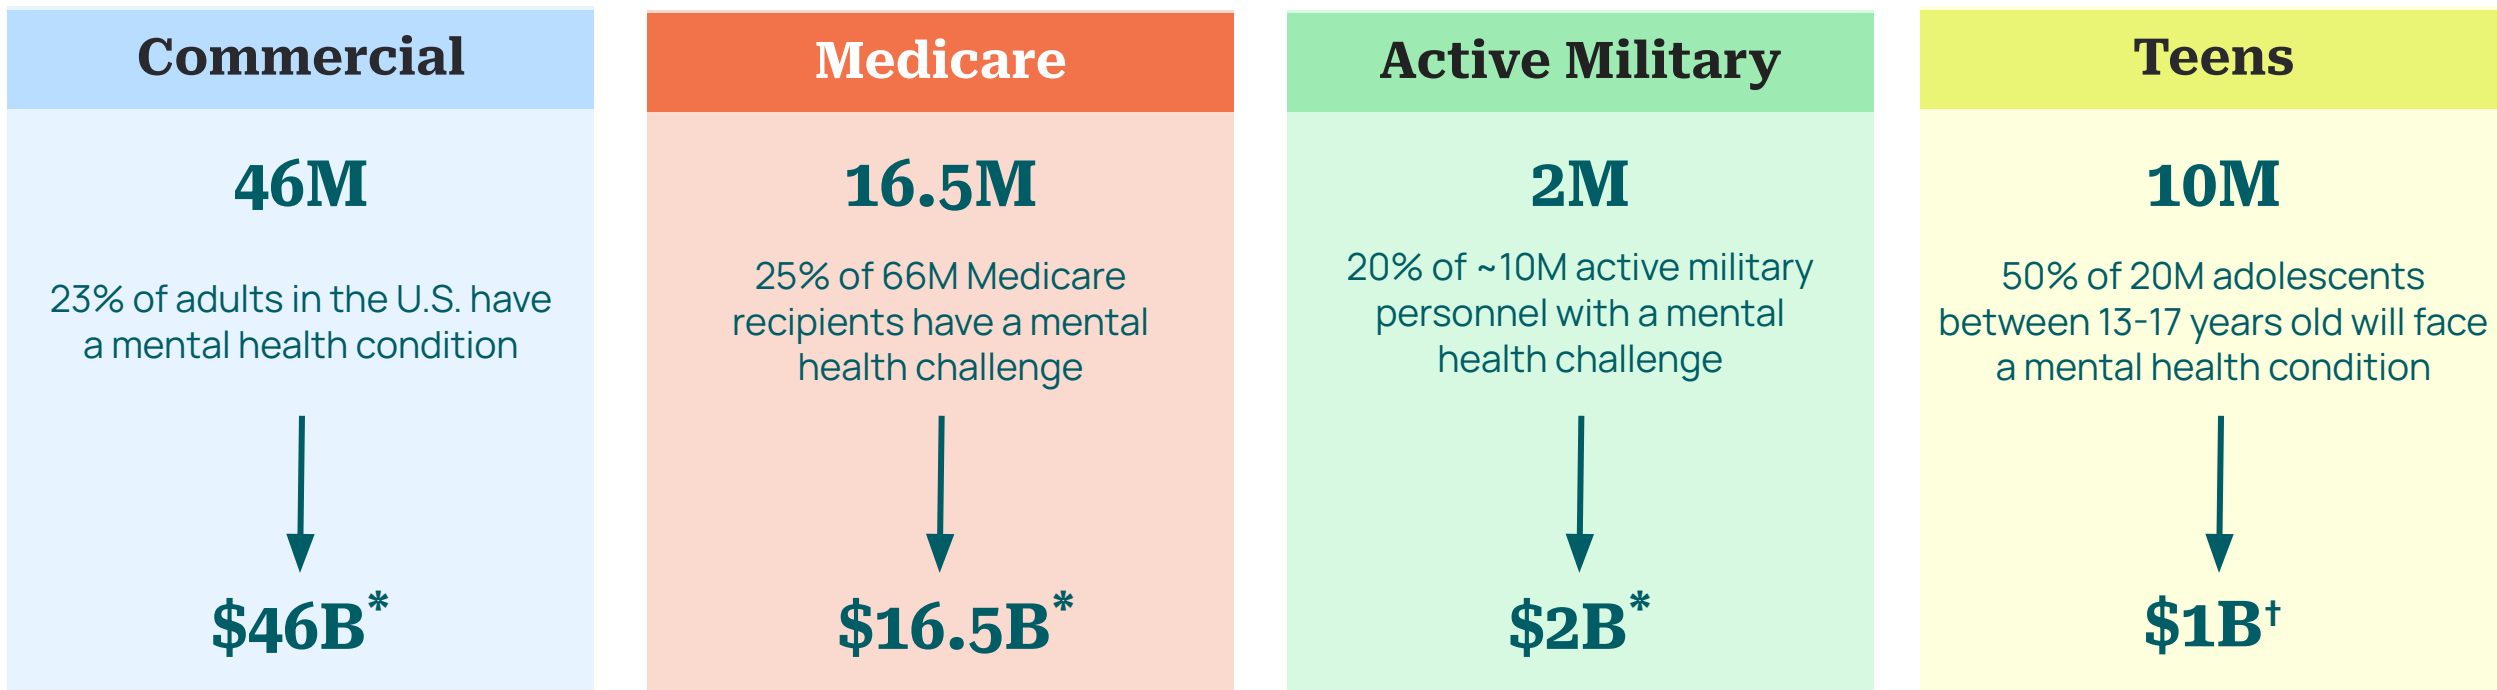 Commercial
46M
23% of adults in the U.S. have
a mental health condition
$46B*
Medicare
16.5M
25% of 66M Medicare
recipients have a mental
health challenge
$16.5B*
Active Military
2M
20% of ~10M active military
personnel with a mental
health challenge
$2B*
Teens
10M
50% of 20M adolescents
between 13-17 years old will face
a mental health condition
$1B†